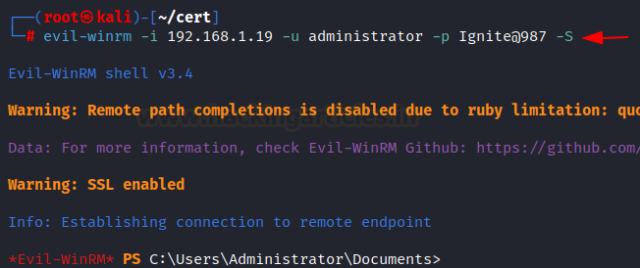 (root㉿kali)-[~/cert]
# evil-winrm -i 192.168.1.19 -u administrator -p Ignite@987 -S
Evil-WinRM shell v3.4
Warning: Remote path completions is disabled due to ruby limitation: quo
Data: For more information, check Evil-WinRM Github: https://github.com/
Warning: SSL enabled
Info: Establishing connection to remote endpoint
*Evil-WinRM* PS C:\Users\Administrator\Documents>